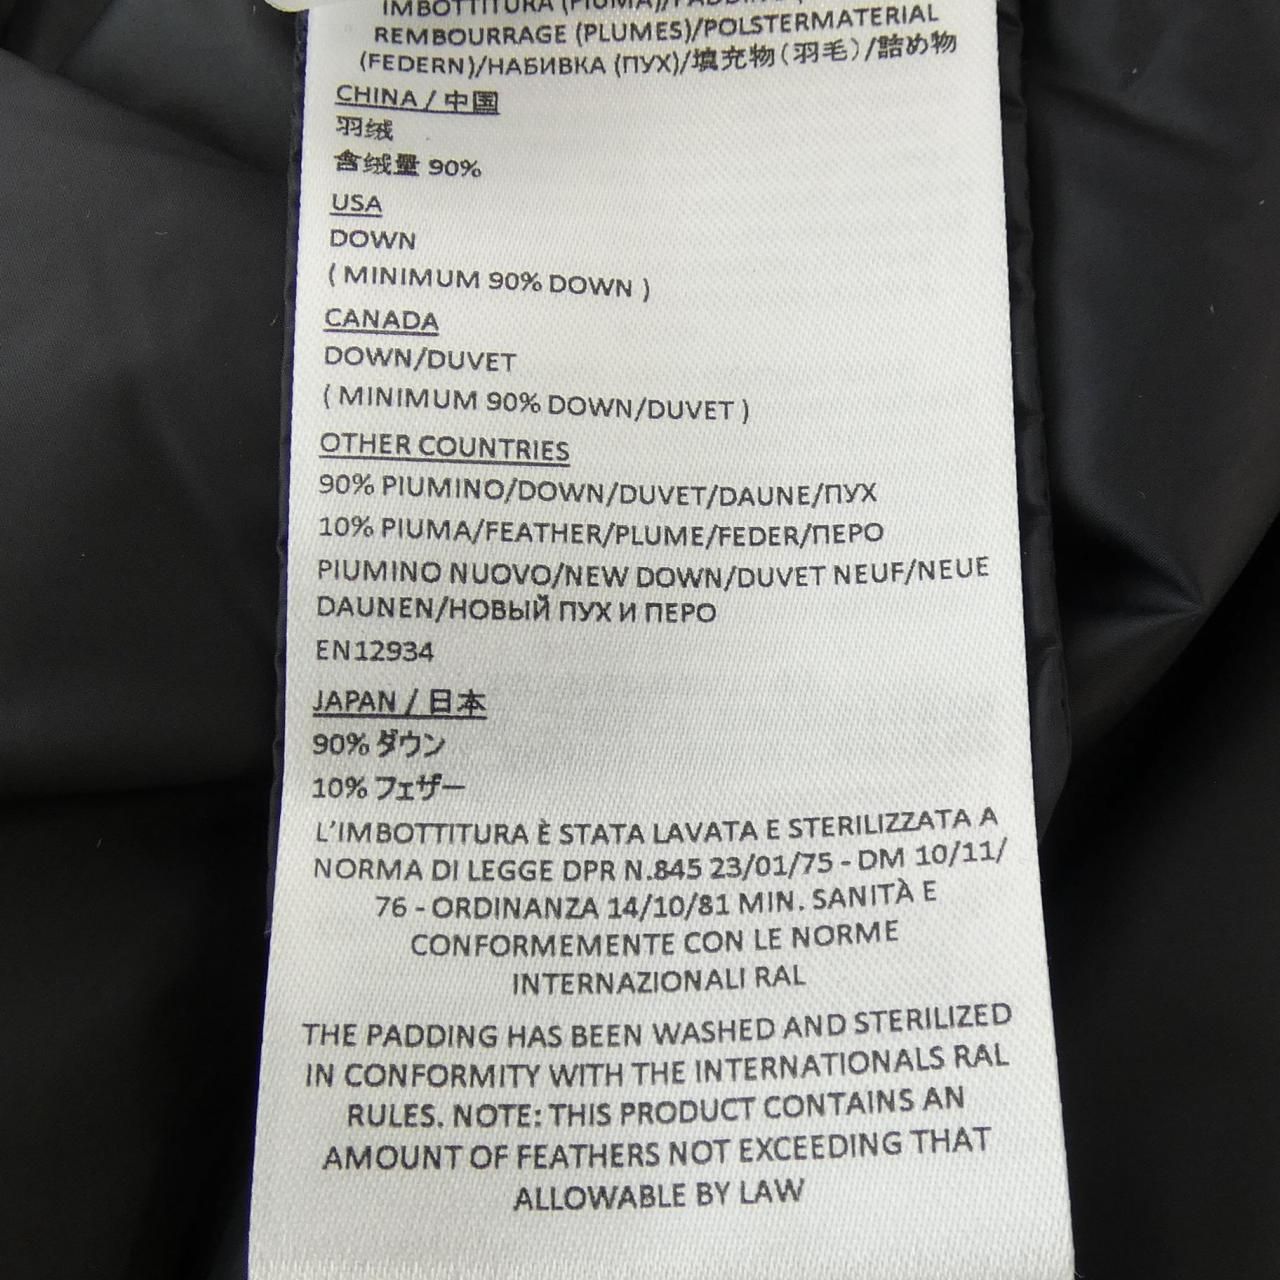 IMBOTTITURA (PIUMA)/PADDING
REMBOURRAGE (PLUMES)/POLSTERMATERIAL
(FEDERN)/НАБИВКА (ПУХ)/填充物(羽毛)/詰め物
CHINA / 中国
羽绒
含绒量 90%
USA
DOWN
( MINIMUM 90% DOWN )
CANADA
DOWN/DUVET
( MINIMUM 90% DOWN/DUVET )
OTHER COUNTRIES
90% PIUMINO/DOWN/DUVET/DAUNE/ПУХ
10% PIUMA/FEATHER/PLUME/FEDER/ПЕРО
PIUMINO NUOVO/NEW DOWN/DUVET NEUF/NEUE
DAUNEN/НОВЫЙ ПУХ И ПЕРО
EN12934
JAPAN / 日本
90% ダウン
10% フェザー
L'IMBOTTITURA È STATA LAVATA E STERILIZZATA A
NORMA DI LEGGE DPR N.845 23/01/75 - DM 10/11/
76 - ORDINANZA 14/10/81 MIN. SANITÀ E
CONFORMEMENTE CON LE NORME
INTERNAZIONALI RAL
THE PADDING HAS BEEN WASHED AND STERILIZED
IN CONFORMITY WITH THE INTERNATIONALS RAL
RULES. NOTE: THIS PRODUCT CONTAINS AN
AMOUNT OF FEATHERS NOT EXCEEDING THAT
ALLOWABLE BY LAW